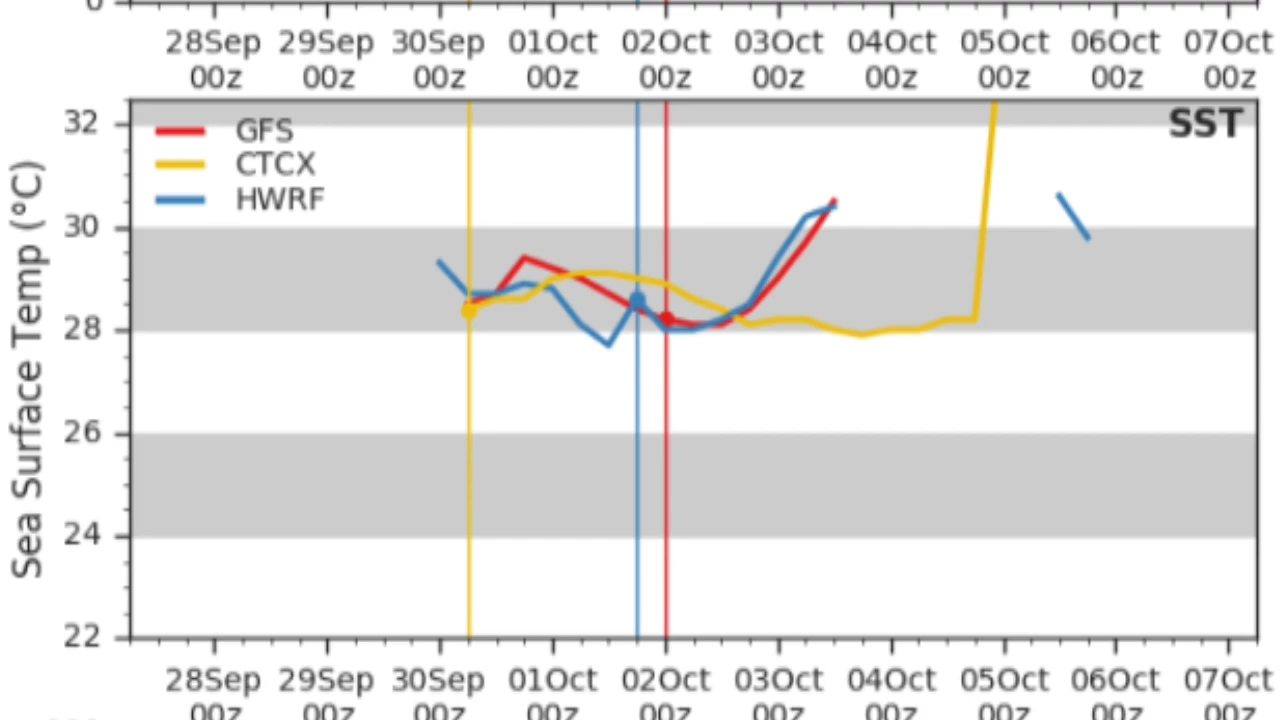 0
28Sep 29Sep 30Sep 01Oct 02Oct 03Oct 04Oct 05Oct 06Oct 07Oct
00z 00z 00z 00z 00z 00z 00z 00z 00z 00z
SST
GFS
CTCX
HWRF
Sea Surface Temp (°C)
32
30
28
26
24
22
28Sep 29Sep 30Sep 01Oct 02Oct 03Oct 04Oct 05Oct 06Oct 07Oct
00z 00z 00z 00z 00z 00z 00z 00z 00z 00z